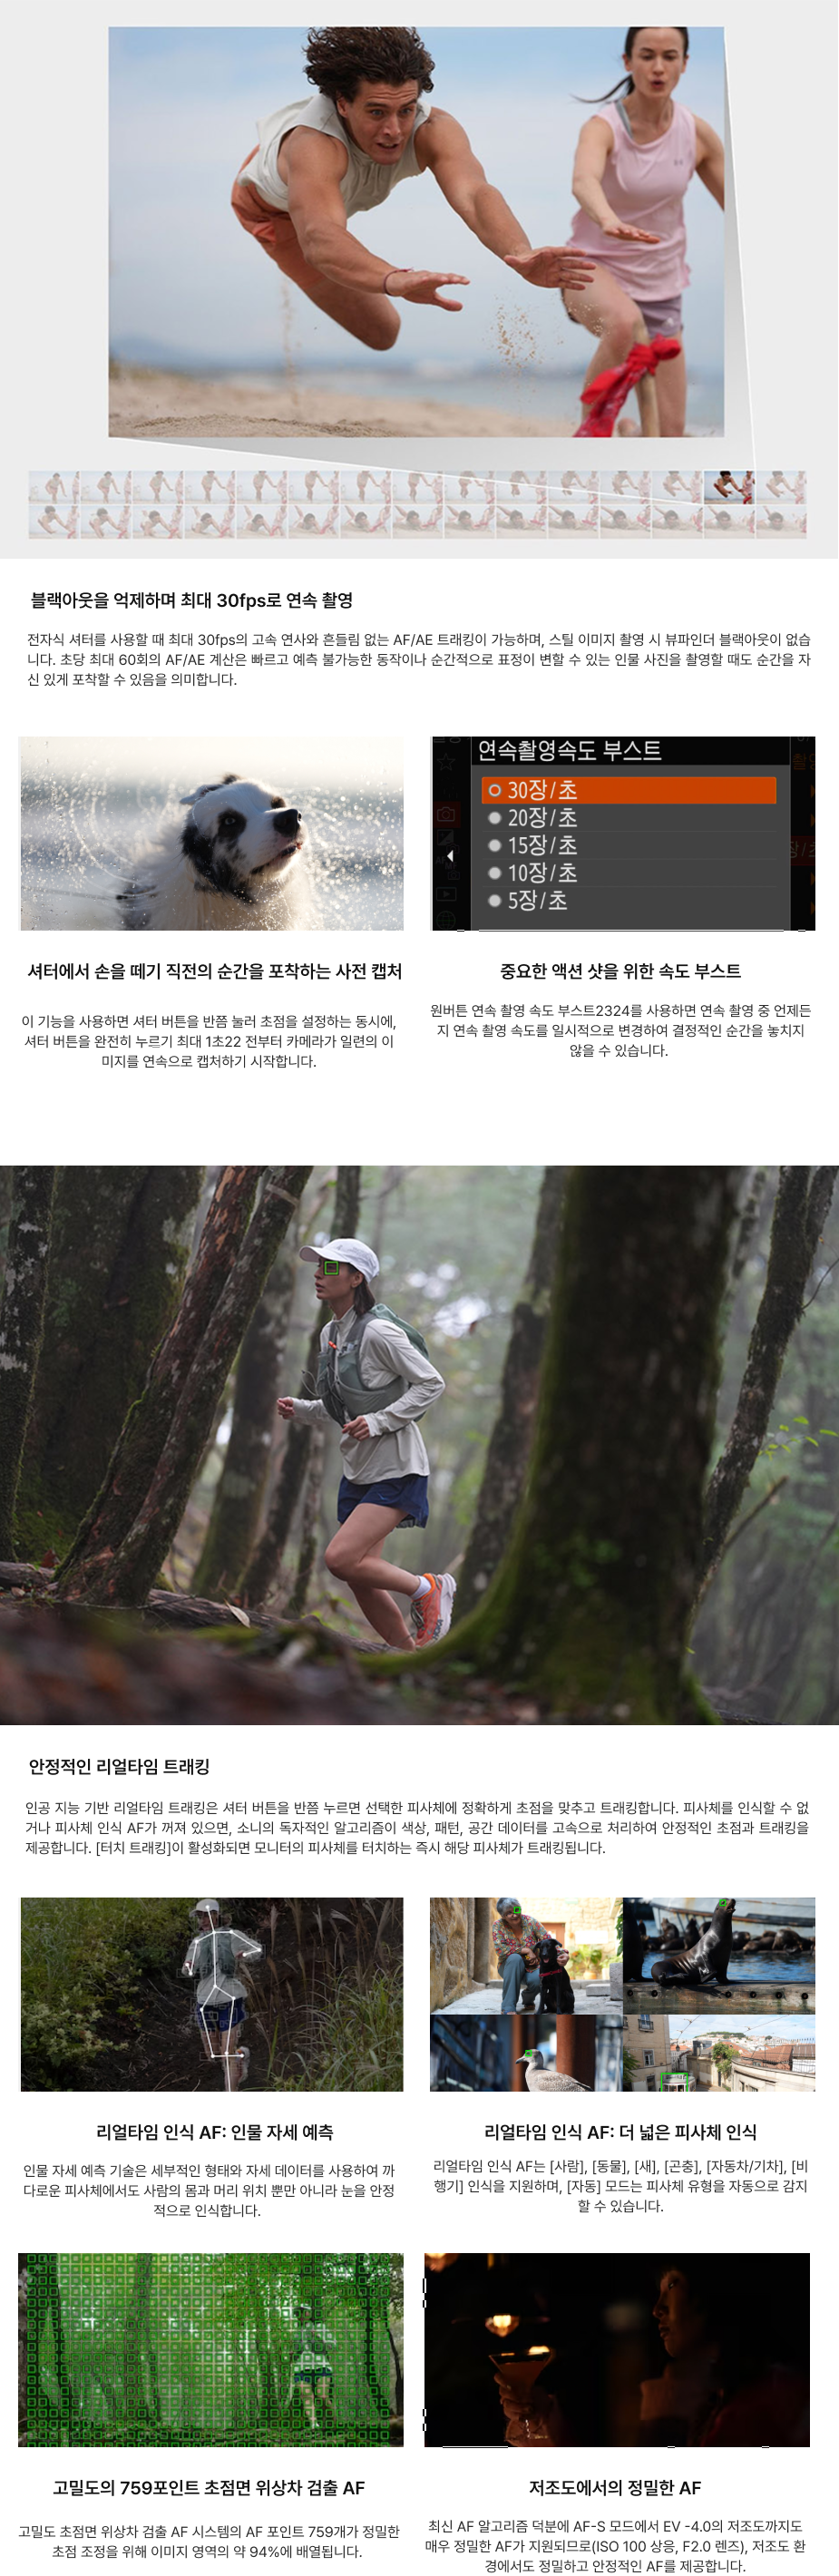 블랙아웃을 억제하며 최대 30fps로 연속 촬영
전자식 셔터를 사용할 때 최대 30fps의 고속 연사와 흔들림 없는 AF/AE 트래킹이 가능하며, 스틸 이미지 촬영 시 뷰파인더 블랙아웃이 없습
니다. 초당 최대 60회의 AF/AE 계산은 빠르고 예측 불가능한 동작이나 순간적으로 표정이 변할 수 있는 인물 사진을 촬영할 때도 순간을 자
신 있게 포착할 수 있음을 의미합니다.
연속촬영속도 부스트
30장/초
20장/초
15장/초
10장/초
5장/초
셔터에서 손을 떼기 직전의 순간을 포착하는 사전 캡처
이 기능을 사용하면 셔터 버튼을 반쯤 눌러 초점을 설정하는 동시에,
셔터 버튼을 완전히 누르기 최대 1초22 전부터 카메라가 일련의 이
미지를 연속으로 캡처하기 시작합니다.
중요한 액션 샷을 위한 속도 부스트
원버튼 연속 촬영 속도 부스트2324를 사용하면 연속 촬영 중 언제든
지 연속 촬영 속도를 일시적으로 변경하여 결정적인 순간을 놓치지
않을 수 있습니다.
안정적인 리얼타임 트래킹
인공 지능 기반 리얼타임 트래킹은 셔터 버튼을 반쯤 누르면 선택한 피사체에 정확하게 초점을 맞추고 트래킹합니다. 피사체를 인식할 수 없
거나 피사체 인식 AF가 꺼져 있으면, 소니의 독자적인 알고리즘이 색상, 패턴, 공간 데이터를 고속으로 처리하여 안정적인 초점과 트래킹을
제공합니다. [터치 트래킹]이 활성화되면 모니터의 피사체를 터치하는 즉시 해당 피사체가 트래킹됩니다.
리얼타임 인식 AF: 인물 자세 예측
인물 자세 예측 기술은 세부적인 형태와 자세 데이터를 사용하여 까
다로운 피사체에서도 사람의 몸과 머리 위치 뿐만 아니라 눈을 안정
적으로 인식합니다.
리얼타임 인식 AF: 더 넓은 피사체 인식
리얼타임 인식 AF는 [사람], [동물], [새], [곤충], [자동차/기차], [비
행기] 인식을 지원하며, [자동] 모드는 피사체 유형을 자동으로 감지
할 수 있습니다.
고밀도의 759포인트 초점면 위상차 검출 AF
고밀도 초점면 위상차 검출 AF 시스템의 AF 포인트 759개가 정밀한
초점 조정을 위해 이미지 영역의 약 94%에 배열됩니다.
저조도에서의 정밀한 AF
최신 AF 알고리즘 덕분에 AF-S 모드에서 EV -4.0의 저조도까지도
매우 정밀한 AF가 지원되므로(ISO 100 상응, F2.0 렌즈), 저조도 환
경에서도 정밀하고 안정적인 AF를 제공합니다.